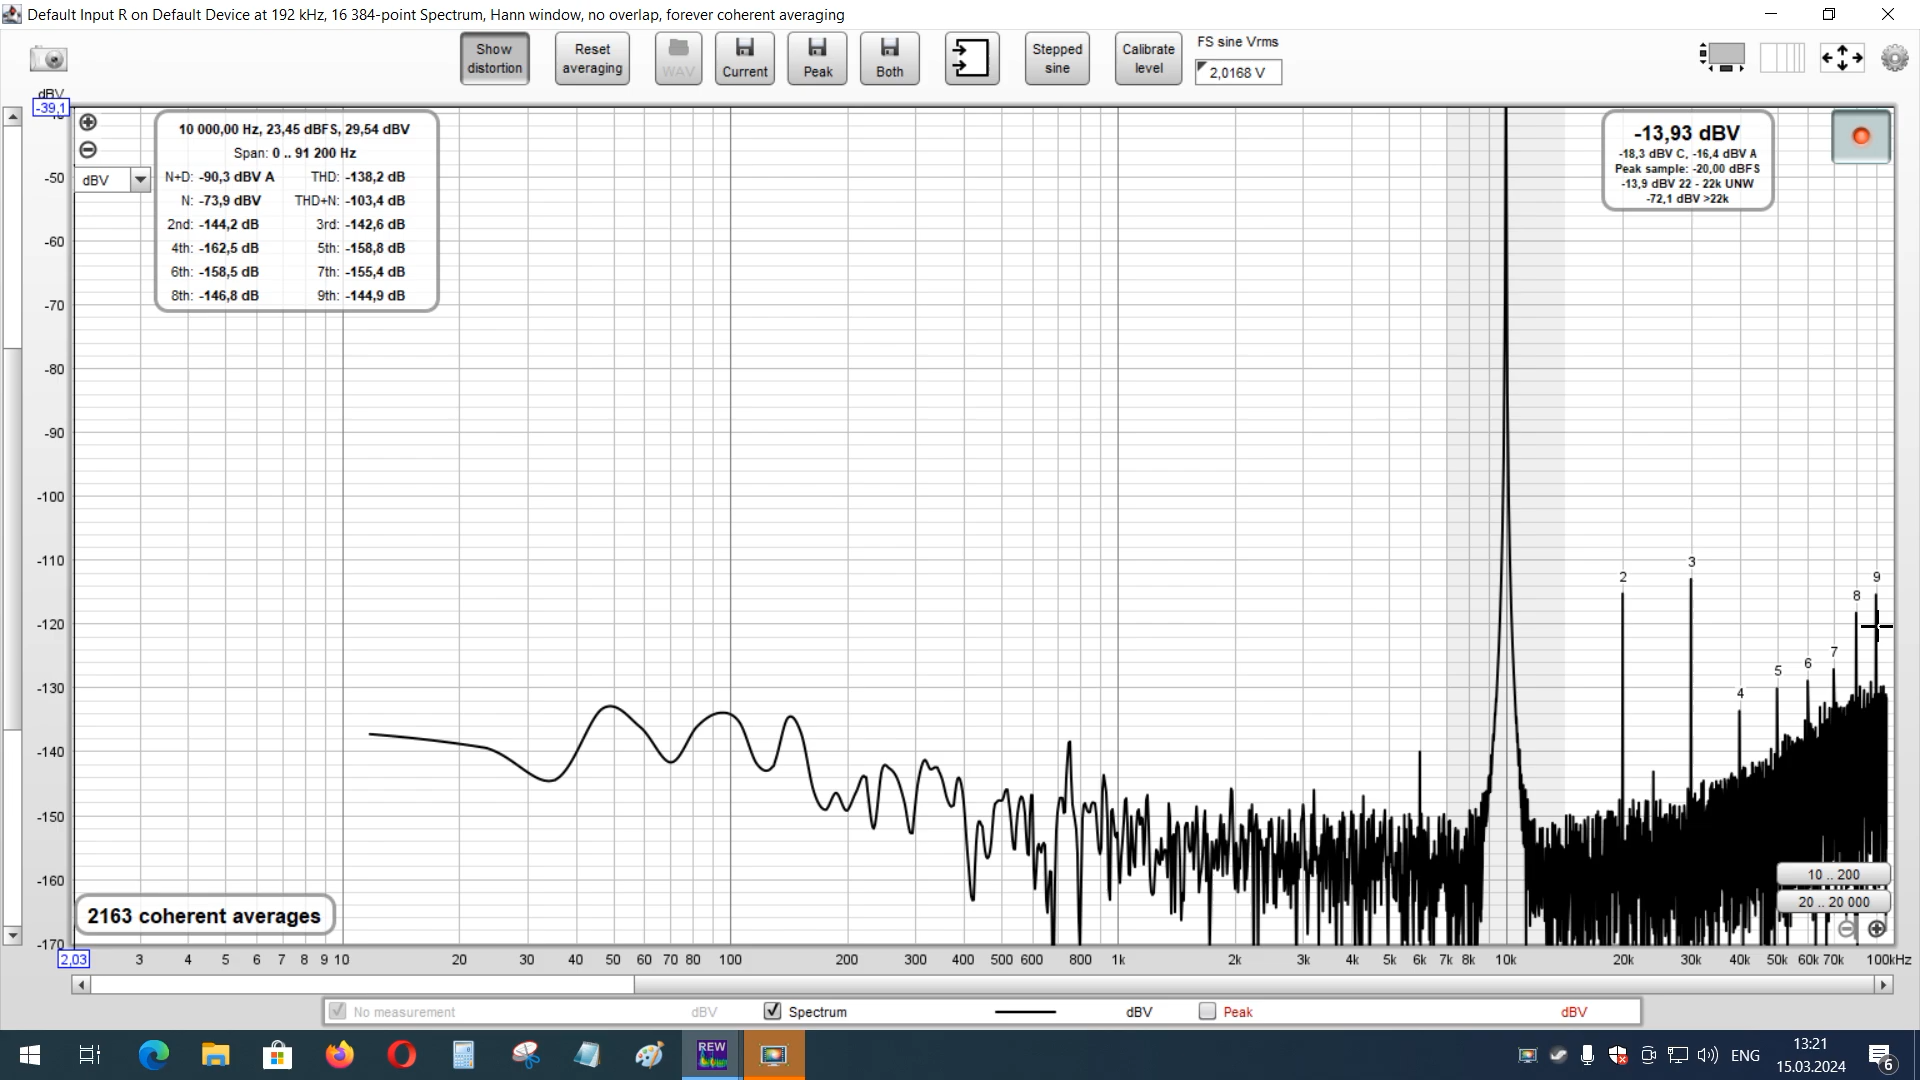 Default Input R on Default Device at 192 kHz, 16 384-point Spectrum, Hann window, no overlap, forever coherent averaging
Show distortion
Reset averaging
WAV
Current
Peak
Both
Stepped sine
Calibrate level
FS sine Vrms
2,0168 V
dBV
-39,1
-50
-60
-70
-80
-90
-100
-110
-120
-130
-140
-150
-160
-170
dBV
10 000,00 Hz, 23,45 dBFS, 29,54 dBV
Span: 0 .. 91 200 Hz
N+D: -90,3 dBV A THD: -138,2 dB
N: -73,9 dBV THD+N: -103,4 dB
2nd: -144,2 dB 3rd: -142,6 dB
4th: -162,5 dB 5th: -158,8 dB
6th: -158,5 dB 7th: -155,4 dB
8th: -146,8 dB 9th: -144,9 dB
-13,93 dBV
-18,3 dBV C, -16,4 dBV A
Peak sample: -20,00 dBFS
-13,9 dBV 22 - 22k UNW
-72,1 dBV >22k
2
3
4
5
6
7
8
9
10 .. 200
20 .. 20 000
2163 coherent averages
2,03 3 4 5 6 7 8 9 10 20 30 40 50 60 70 80 100 200 300 400 500 600 800 1k 2k 3k 4k 5k 6k 7k 8k 10k 20k 30k 40k 50k 60k 70k 100kHz
No measurement dBV Spectrum dBV Peak dBV
REW
ENG
13:21
15.03.2024
6